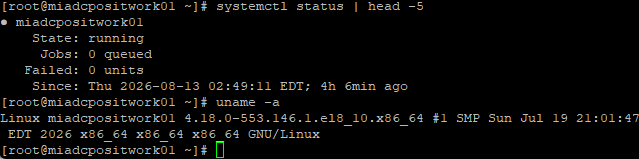 [root@miadcpositwork01 ~]# systemctl status | head -5
● miadcpositwork01
    State: running
     Jobs: 0 queued
   Failed: 0 units
    Since: Thu 2026-08-13 02:49:11 EDT; 4h 6min ago
[root@miadcpositwork01 ~]# uname -a
Linux miadcpositwork01 4.18.0-553.146.1.el8_10.x86_64 #1 SMP Sun Jul 19 21:01:47
 EDT 2026 x86_64 x86_64 x86_64 GNU/Linux
[root@miadcpositwork01 ~]#